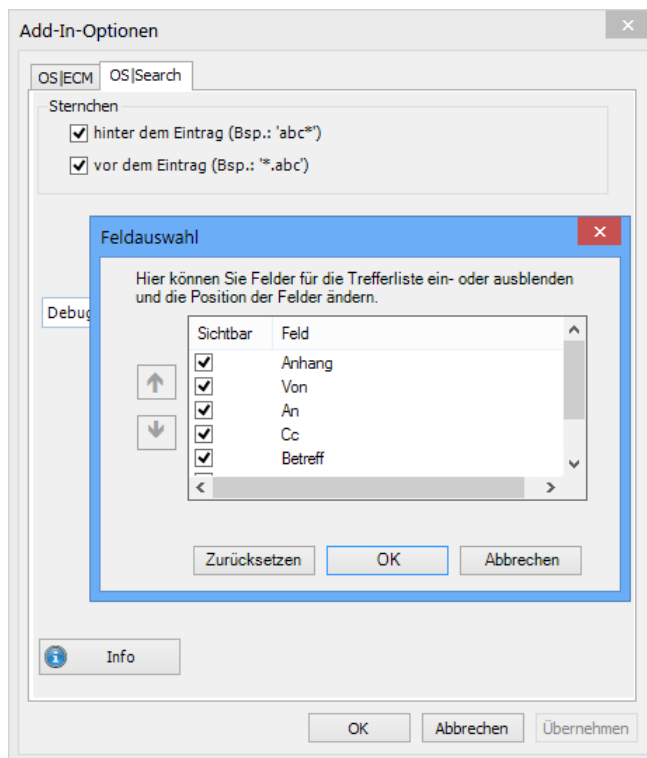 Add-In-Optionen
OS|ECM OS|Search
Sternchen
hinter dem Eintrag (Bsp.: 'abc*')
vor dem Eintrag (Bsp.: '*.abc')
Feldauswahl
Hier können Sie Felder für die Trefferliste ein- oder ausblenden
und die Position der Felder ändern.
Debug
Sichtbar Feld
Anhang
Von
An
Cc
Betreff
Zurücksetzen OK Abbrechen
Info
OK Abbrechen Übernehmen